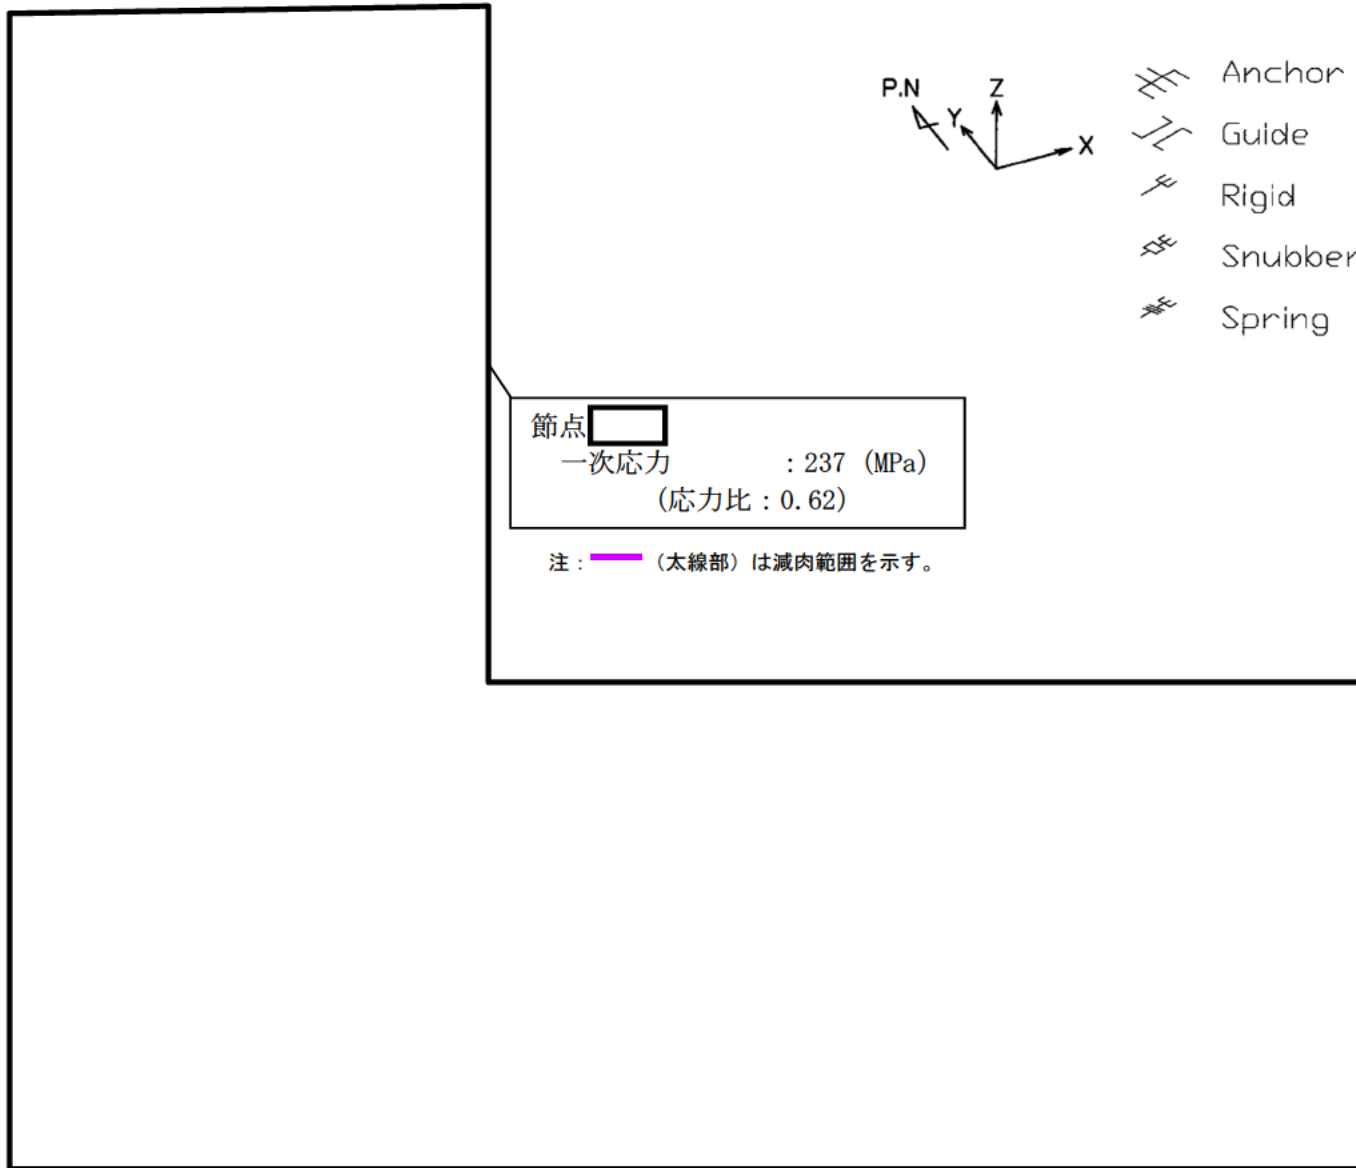 P.N
Z
Y
X
Anchor
Guide
Rigid
Snubber
Spring
節点
一次応力 : 237 (MPa)
(応力比 : 0.62)
注 : (太線部) は減肉範囲を示す。